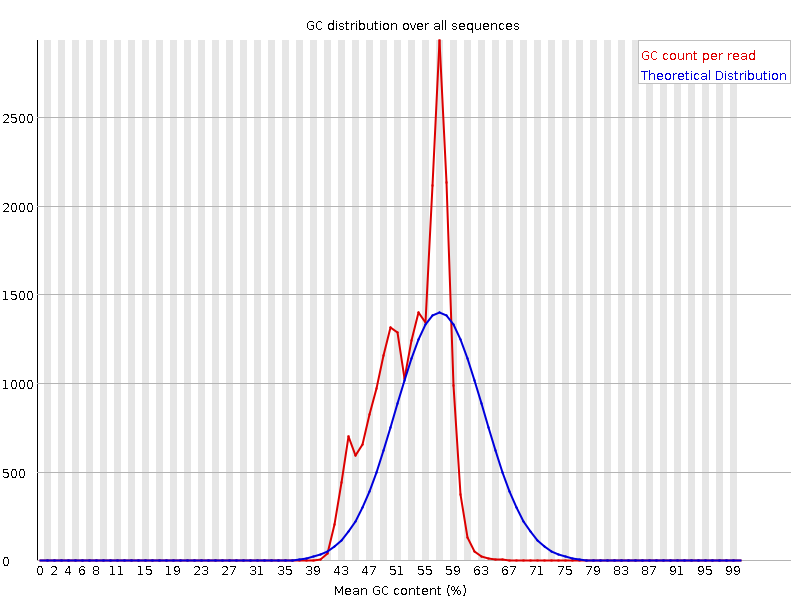 GC distribution over all sequences
GC count per read
Theoretical Distribution
2500
2000
1500
1000
500
0
0 2 4 6 8 11 15 19 23 27 31 35 39 43 47 51 55 59 63 67 71 75 79 83 87 91 95 99
Mean GC content (%)